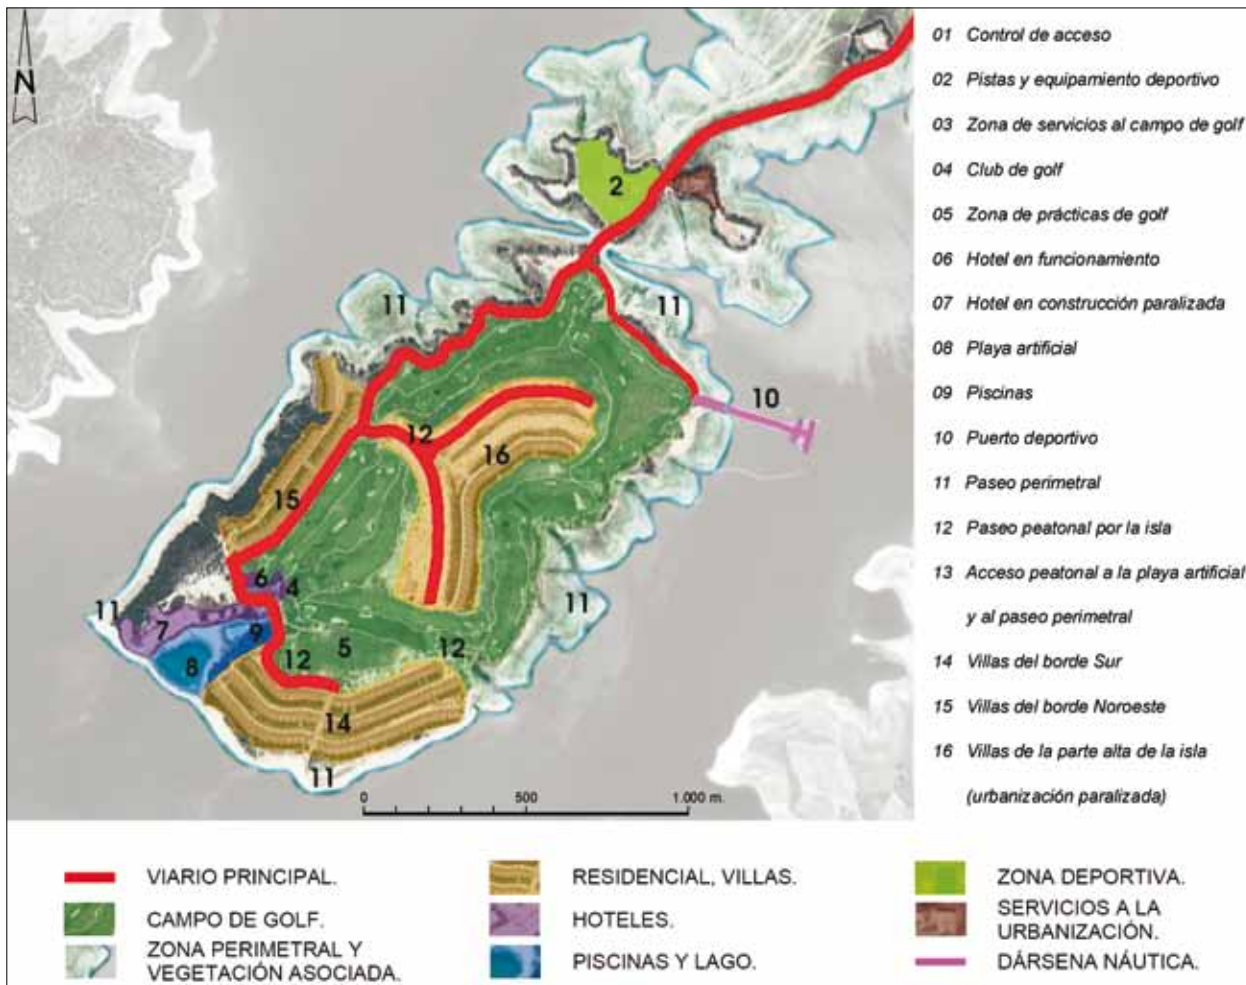 N
01 Control de acceso
02 Pistas y equipamiento deportivo
03 Zona de servicios al campo de golf
04 Club de golf
05 Zona de prácticas de golf
06 Hotel en funcionamiento
07 Hotel en construcción paralizada
08 Playa artificial
09 Piscinas
10 Puerto deportivo
11 Paseo perimetral
12 Paseo peatonal por la isla
13 Acceso peatonal a la playa artificial
y al paseo perimetral
14 Villas del borde Sur
15 Villas del borde Noroeste
16 Villas de la parte alta de la isla
(urbanización paralizada)
2
11
11
10
12
16
15
6
4
11
11
7
9
8
12
5
12
14
11
0 500 1.000 m.
VIARIO PRINCIPAL.
CAMPO DE GOLF.
ZONA PERIMETRAL Y
VEGETACIÓN ASOCIADA.
RESIDENCIAL, VILLAS.
HOTELES.
PISCINAS Y LAGO.
ZONA DEPORTIVA.
SERVICIOS A LA
URBANIZACIÓN.
DÁRSENA NÁUTICA.